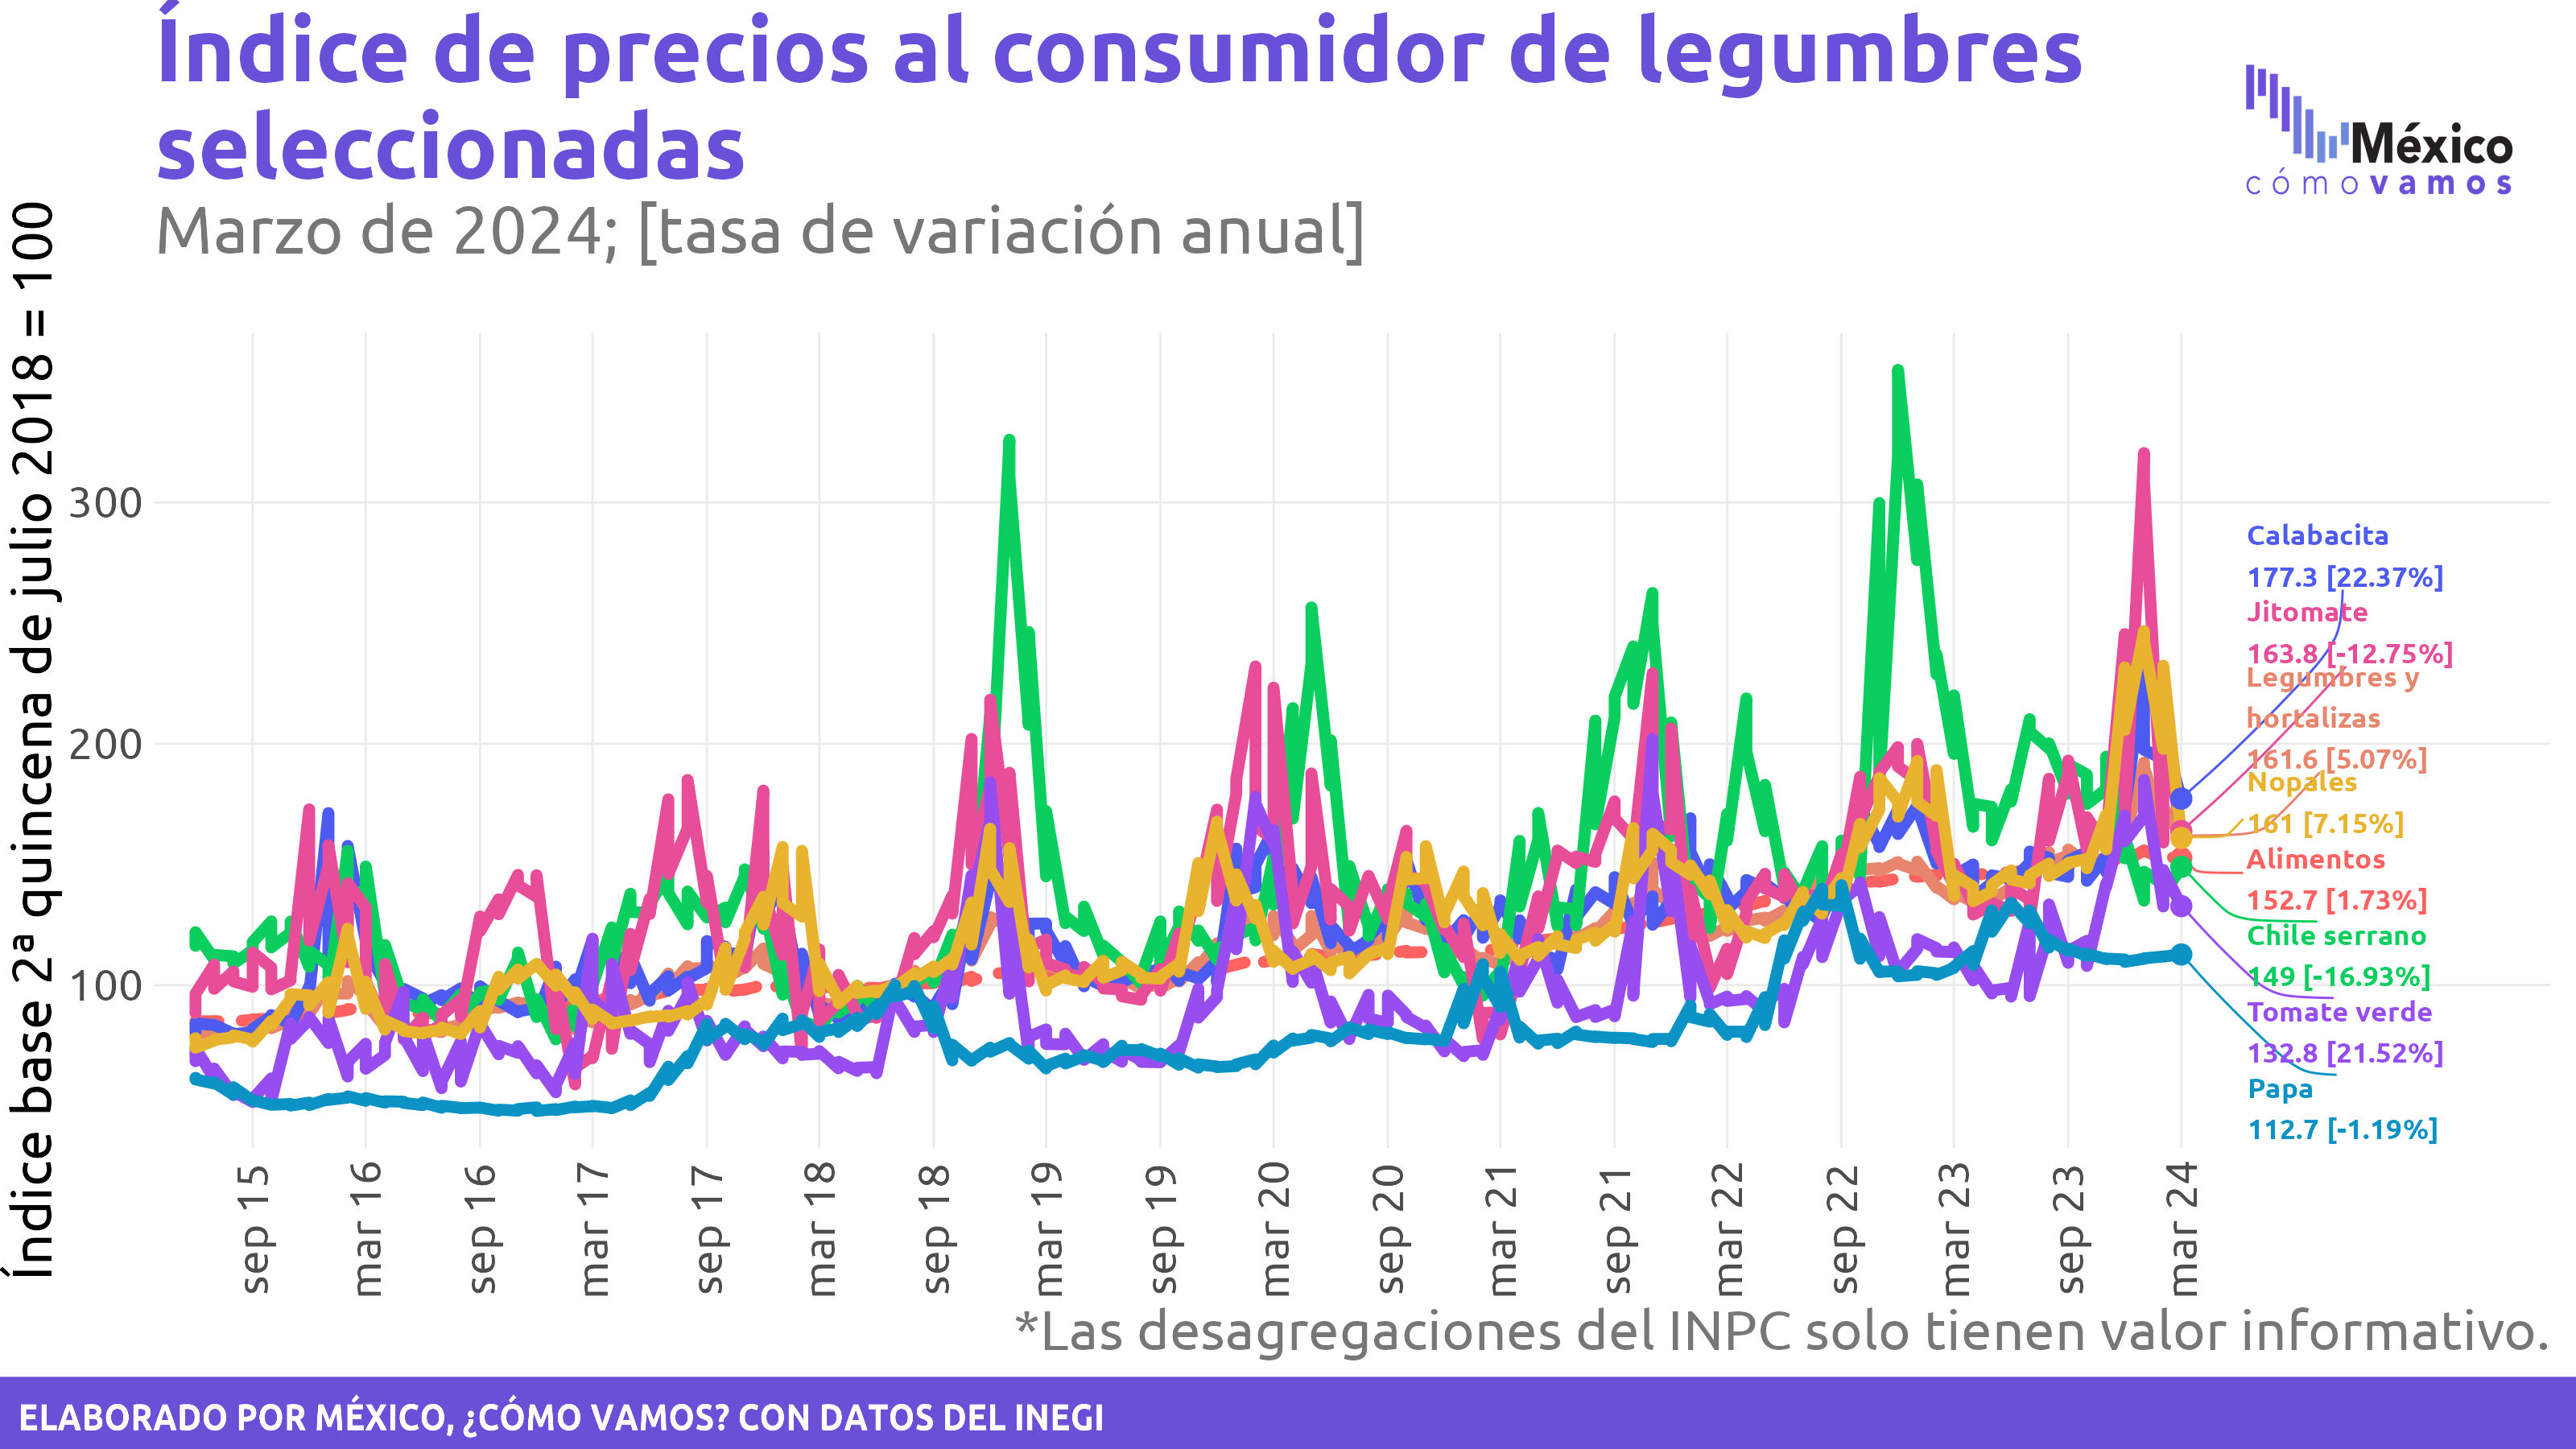 Índice de precios al consumidor de legumbres
seleccionadas
Marzo de 2024; [tasa de variación anual]
México
cómo vamos
Índice base 2ª quincena de julio 2018 = 100
300
200
100
Calabacita
177.3 [22.37%]
Jitomate
163.8 [-12.75%]
Legumbres y
hortalizas
161.6 [5.07%]
Nopales
161 [7.15%]
Alimentos
152.7 [1.73%]
Chile serrano
149 [-16.93%]
Tomate verde
132.8 [21.52%]
Papa
112.7 [-1.19%]
sep 15
mar 16
sep 16
mar 17
sep 17
mar 18
sep 18
mar 19
sep 19
mar 20
sep 20
mar 21
sep 21
mar 22
sep 22
mar 23
sep 23
mar 24
*Las desagregaciones del INPC solo tienen valor informativo.
ELABORADO POR MÉXICO, ¿CÓMO VAMOS? CON DATOS DEL INEGI